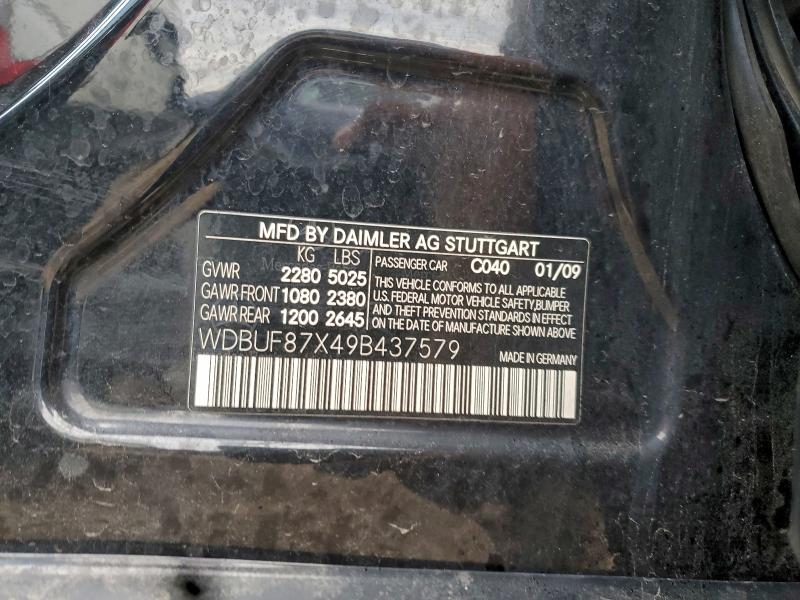 MFD BY DAIMLER AG STUTTGART
KG LBS
GVWR 2280 5025
GAWR FRONT 1080 2380
GAWR REAR 1200 2645
PASSENGER CAR C040 01/09
THIS VEHICLE CONFORMS TO ALL APPLICABLE
U.S. FEDERAL MOTOR VEHICLE SAFETY,BUMPER
AND THEFT PREVENTION STANDARDS IN EFFECT
ON THE DATE OF MANUFACTURE SHOWN ABOVE
WDBUF87X49B437579
MADE IN GERMANY